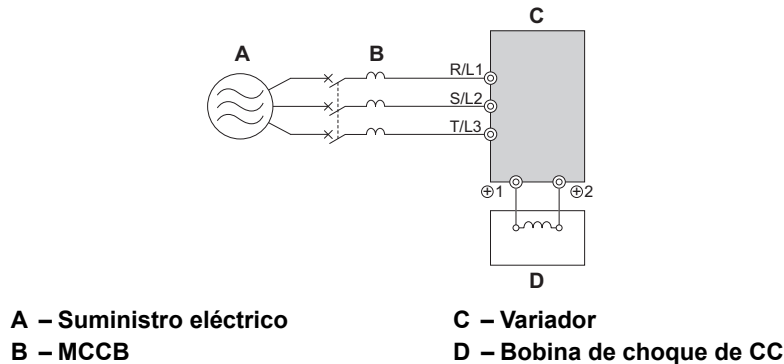 C
A
B
R/L1
S/L2
T/L3
⊕1
⊕2
D
A – Suministro eléctrico
C – Variador
B – MCCB
D – Bobina de choque de CC